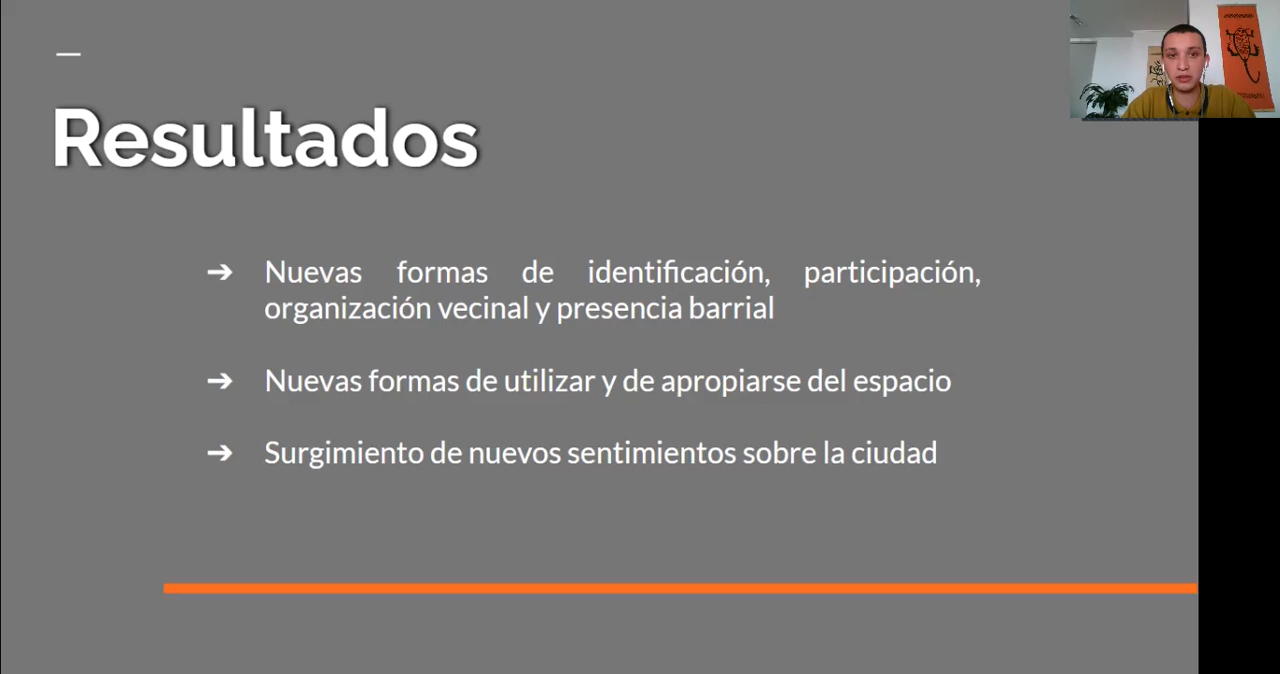 Resultados
➔ Nuevas formas de identificación, participación,
organización vecinal y presencia barrial
➔ Nuevas formas de utilizar y de apropiarse del espacio
➔ Surgimiento de nuevos sentimientos sobre la ciudad